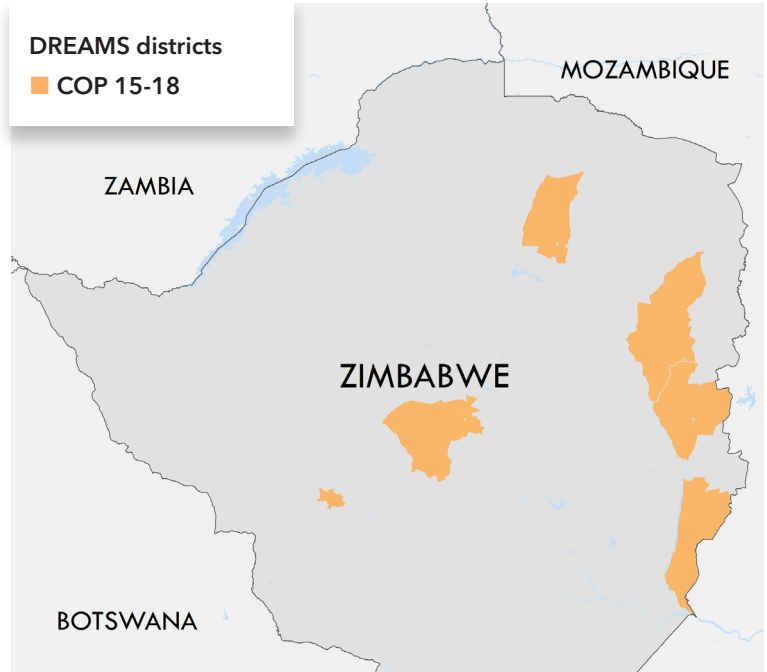 DREAMS districts
COP 15-18
MOZAMBIQUE
ZAMBIA
ZIMBABWE
BOTSWANA